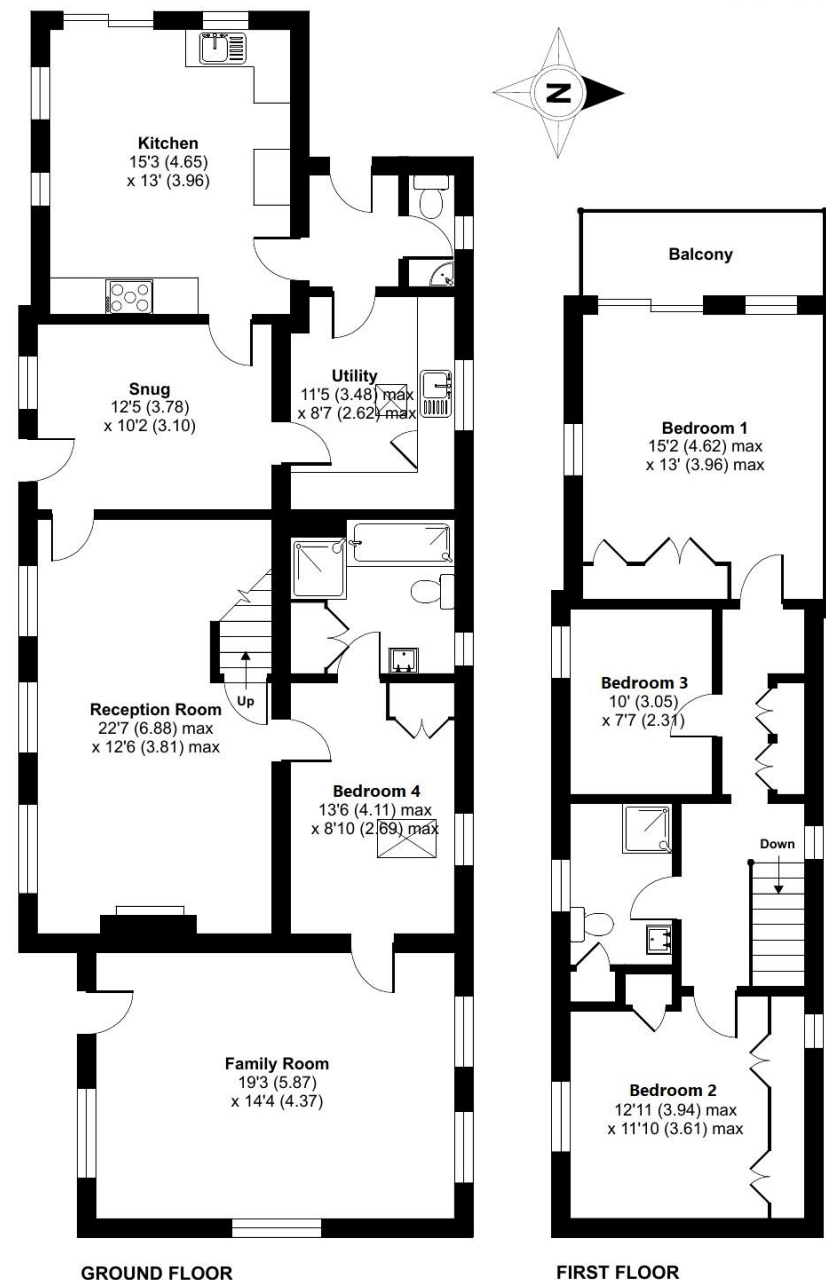 Kitchen
15'3 (4.65)
x 13' (3.96)
N
Balcony
Snug
12'5 (3.78)
x 10'2 (3.10)
Utility
11'5 (3.48) max
x 8'7 (2.62) max
Bedroom 1
15'2 (4.62) max
x 13' (3.96) max
Up
Reception Room
22'7 (6.88) max
x 12'6 (3.81) max
Bedroom 3
10' (3.05)
x 7'7 (2.31)
Bedroom 4
13'6 (4.11) max
x 8'10 (2.69) max
Down
Family Room
19'3 (5.87)
x 14'4 (4.37)
Bedroom 2
12'11 (3.94) max
x 11'10 (3.61) max
GROUND FLOOR
FIRST FLOOR